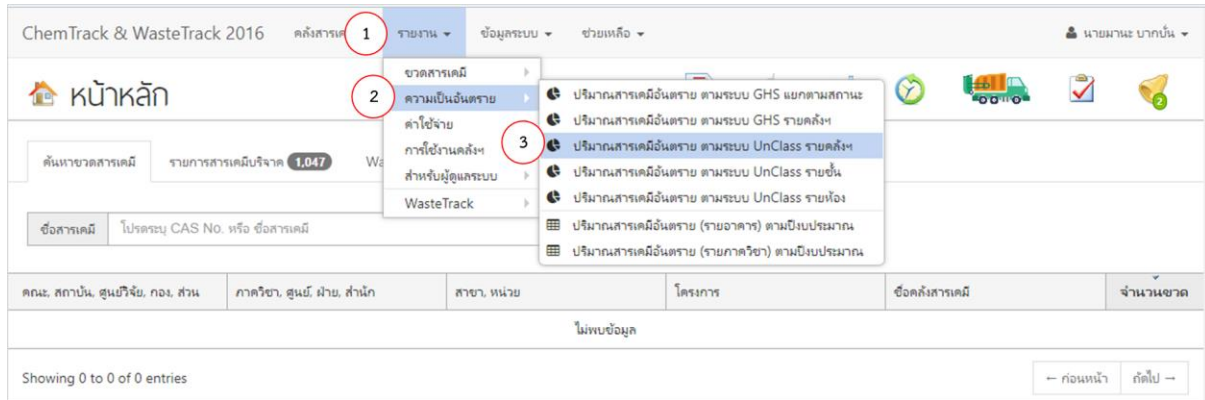 ChemTrack & WasteTrack 2016 คลังสารเค 1 รายงาน ข้อมูลระบบ ช่วยเหลือ นายมานะ บากบั่น
หน้าหลัก
2
ขวดสารเคมี
2 ความเป็นอันตราย
ค่าใช้จ่าย
การใช้งานคลังฯ
สำหรับผู้ดูแลระบบ
WasteTrack
ปริมาณสารเคมีอันตราย ตามระบบ GHS แยกตามสถานะ
ปริมาณสารเคมีอันตราย ตามระบบ GHS รายคลังฯ
3 ปริมาณสารเคมีอันตราย ตามระบบ UnClass รายคลังฯ
ปริมาณสารเคมีอันตราย ตามระบบ UnClass รายชั้น
ปริมาณสารเคมีอันตราย ตามระบบ UnClass รายห้อง
ปริมาณสารเคมีอันตราย (รายอาคาร) ตามปีงบประมาณ
ปริมาณสารเคมีอันตราย (รายภาควิชา) ตามปีงบประมาณ
ค้นหาขวดสารเคมี รายการสารเคมีบริจาค 1,047 Wa
ชื่อสารเคมี โปรดระบุ CAS No. หรือ ชื่อสารเคมี
คณะ, สถาบัน, ศูนย์วิจัย, กอง, ส่วน ภาควิชา, ศูนย์, ฝ่าย, สำนัก สาขา, หน่วย โครงการ ชื่อคลังสารเคมี จำนวนขวด
ไม่พบข้อมูล
Showing 0 to 0 of 0 entries ← ก่อนหน้า ถัดไป →